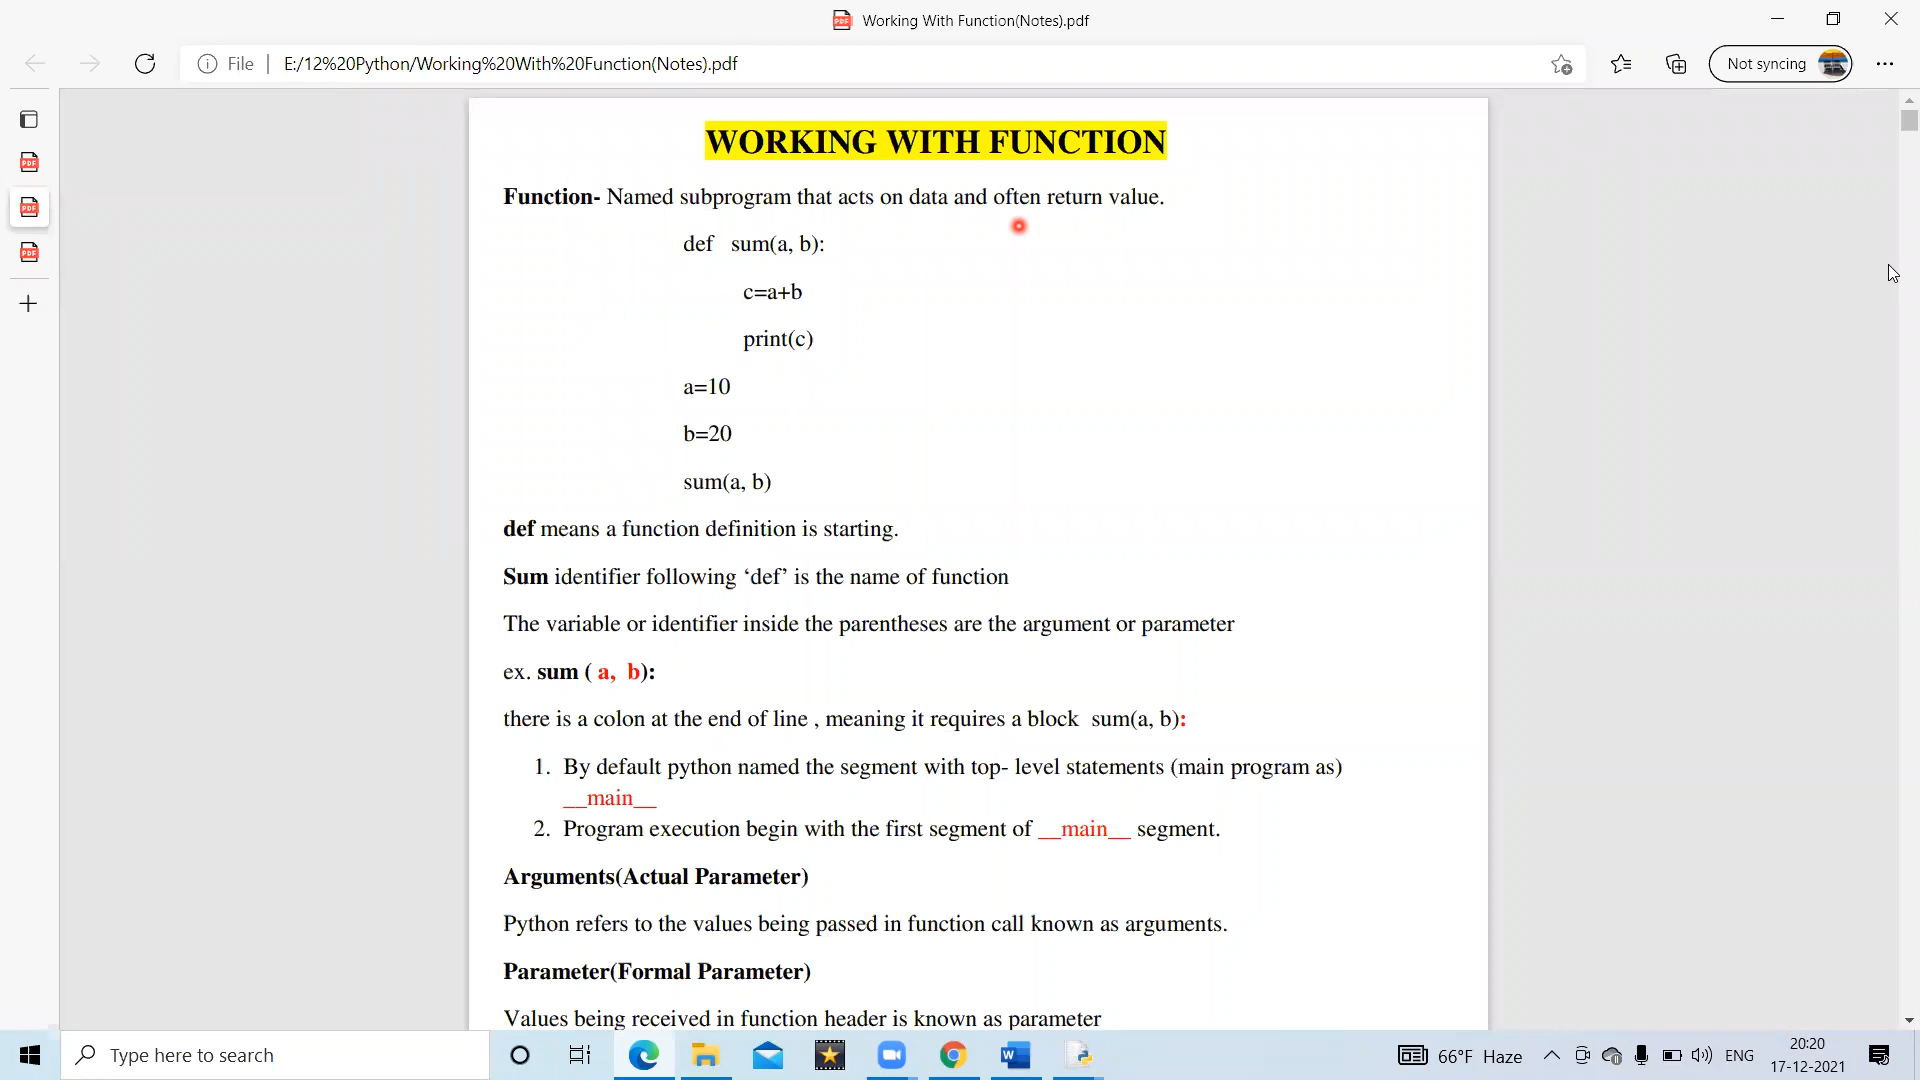 Working With Function(Notes).pdf
File | E:/12%20Python/Working%20With%20Function(Notes).pdf
Not syncing
WORKING WITH FUNCTION
Function- Named subprogram that acts on data and often return value.
def sum(a, b):
c=a+b
print(c)
a=10
b=20
sum(a, b)
def means a function definition is starting.
Sum identifier following ‘def’ is the name of function
The variable or identifier inside the parentheses are the argument or parameter
ex. sum ( a, b):
there is a colon at the end of line , meaning it requires a block sum(a, b):
1. By default python named the segment with top- level statements (main program as)
__main__
2. Program execution begin with the first segment of __main__ segment.
Arguments(Actual Parameter)
Python refers to the values being passed in function call known as arguments.
Parameter(Formal Parameter)
Values being received in function header is known as parameter
Type here to search
66°F Haze
ENG
20:20
17-12-2021